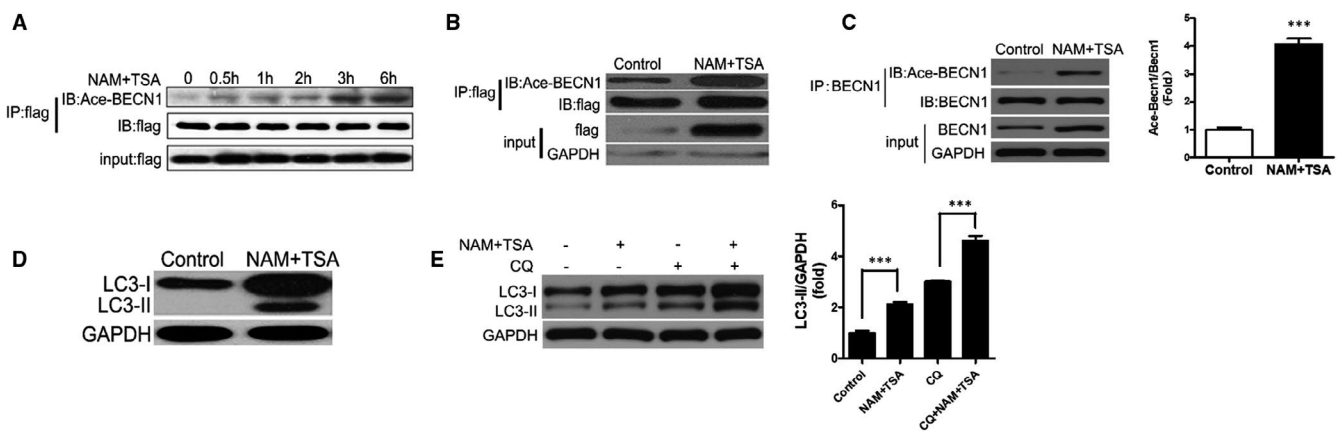 A
NAM+TSA 0 0.5h 1h 2h 3h 6h
IP:flag
IB:Ace-BECN1
IB:flag
input:flag
B
Control NAM+TSA
IP:flag
IB:Ace-BECN1
IB:flag
input
flag
GAPDH
C
Control NAM+TSA
IP:BECN1
IB:Ace-BECN1
IB:BECN1
input
BECN1
GAPDH
Ace-Becn1/Becn1
(Fold)
5
4
3
2
1
0
***
Control NAM+TSA
D
Control NAM+TSA
LC3-I
LC3-II
GAPDH
E
NAM+TSA - + - +
CQ - - + +
LC3-I
LC3-II
GAPDH
LC3-II/GAPDH
(fold)
6
4
2
0
***
***
Control
NAM+TSA
CQ
CQ+NAM+TSA